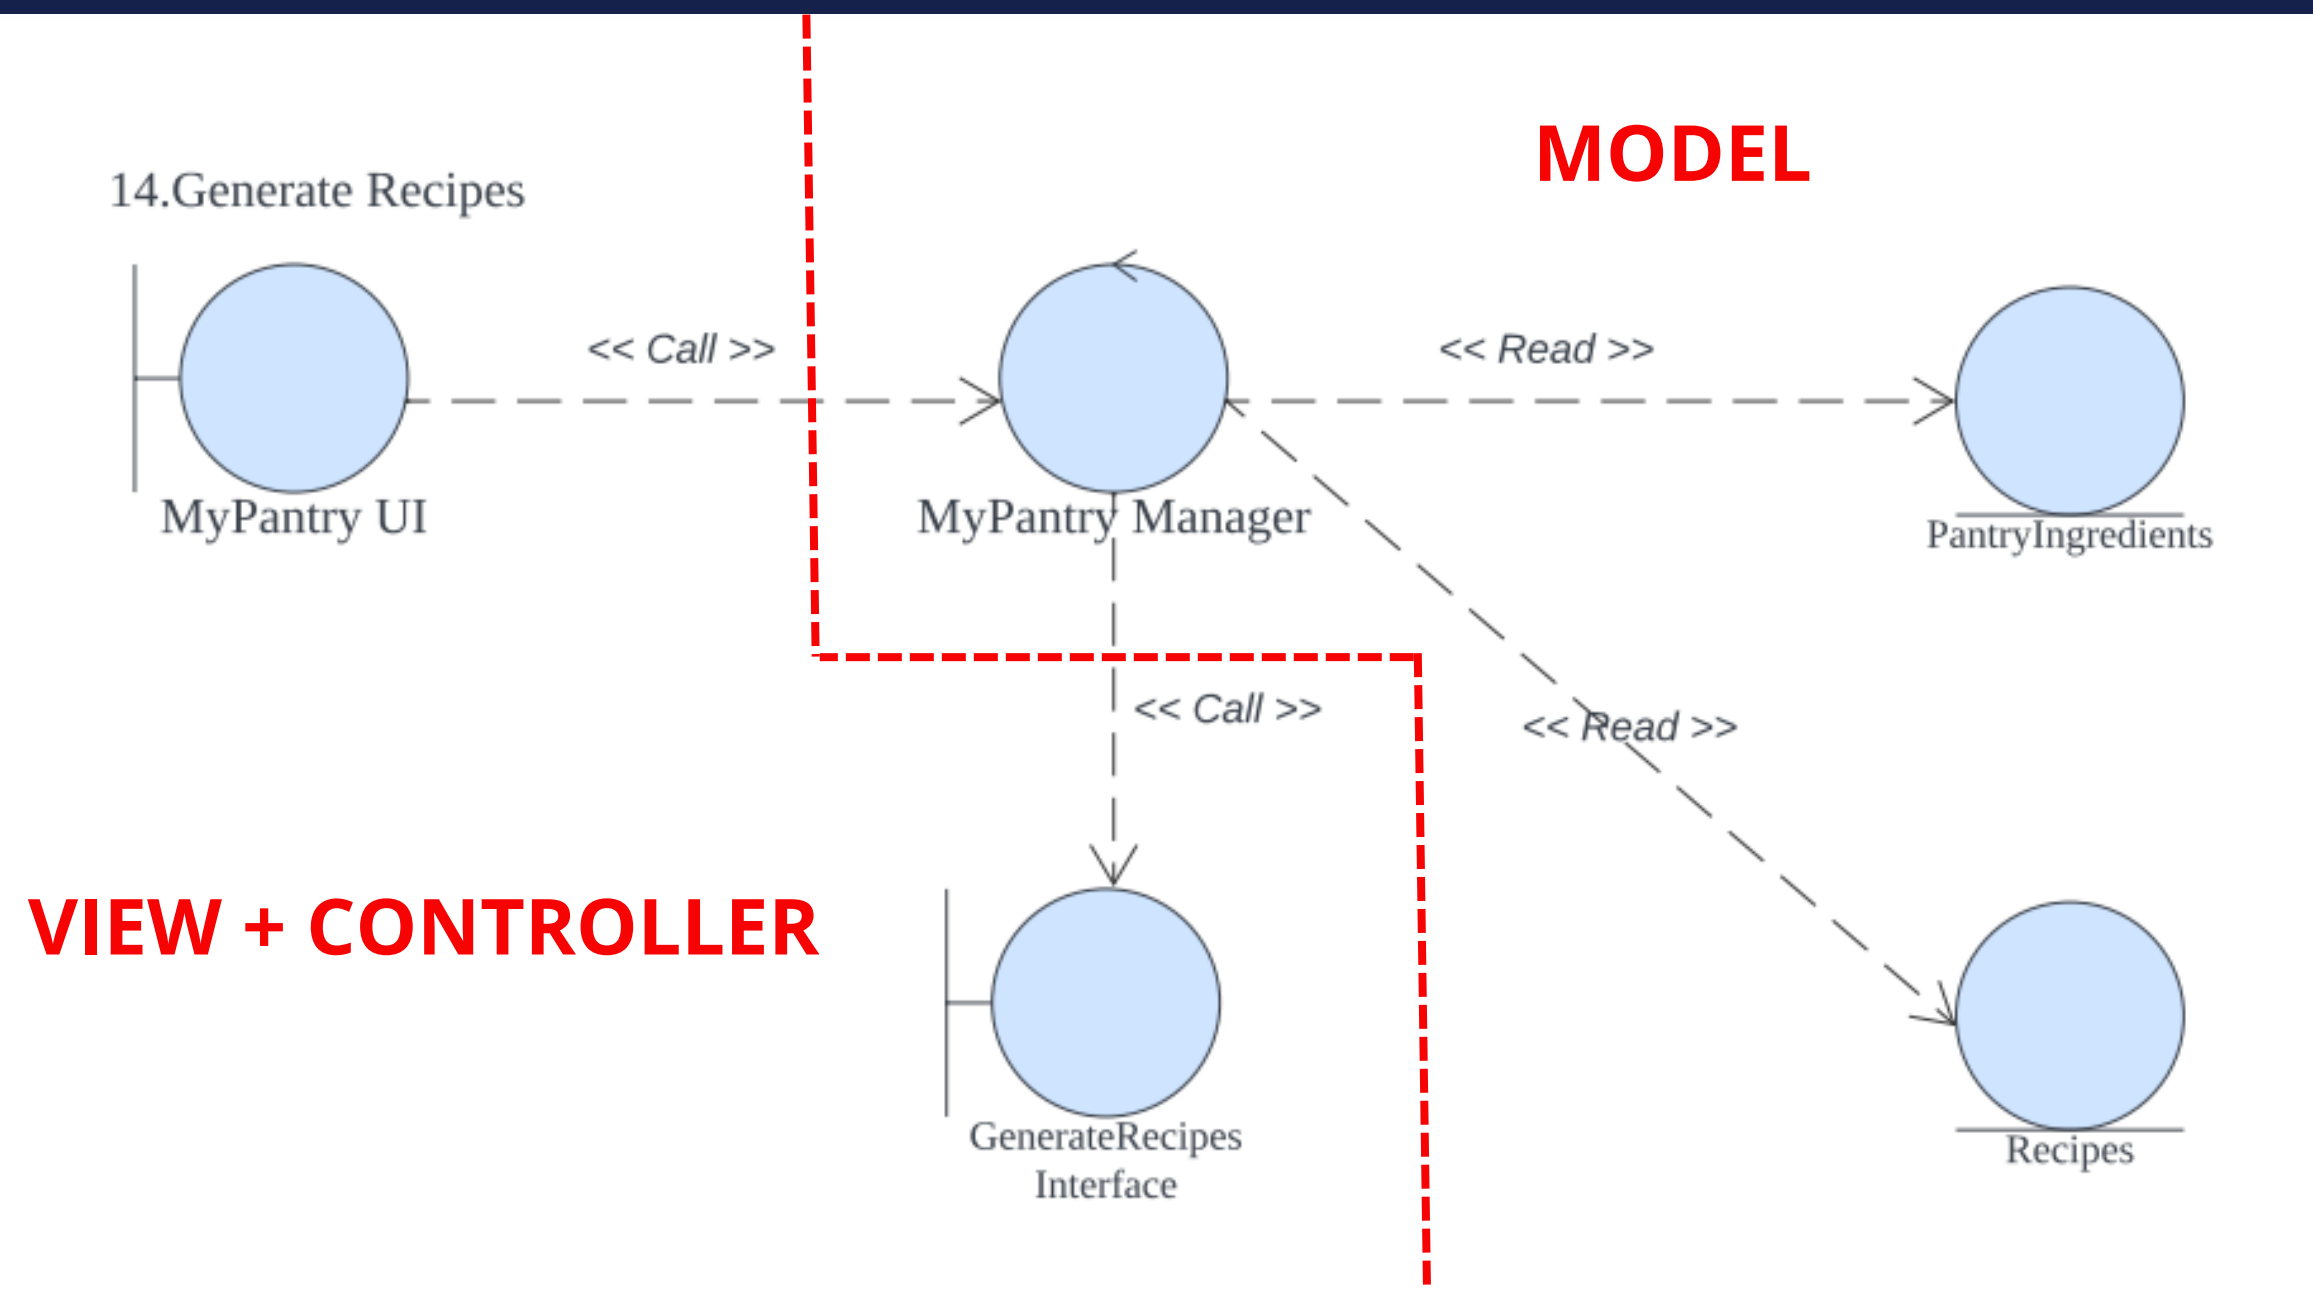 MODEL
14.Generate Recipes
<< Call >>
<< Read >>
MyPantry UI
MyPantry Manager
PantryIngredients
<< Call >>
<< Read >>
VIEW + CONTROLLER
GenerateRecipes
Interface
Recipes